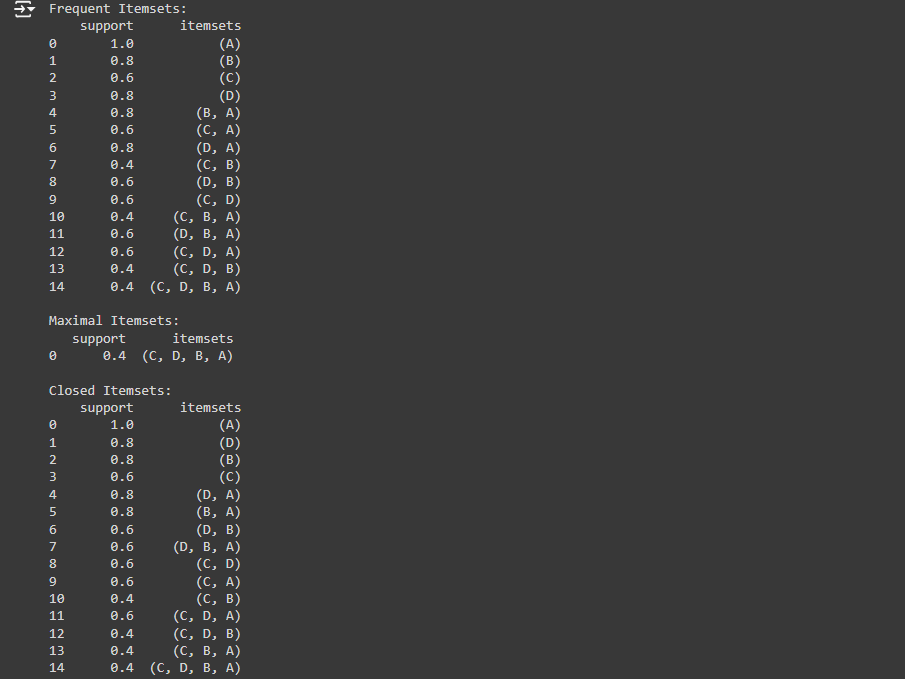 Frequent Itemsets:
    support      itemsets
0       1.0           (A)
1       0.8           (B)
2       0.6           (C)
3       0.8           (D)
4       0.8        (B, A)
5       0.6        (C, A)
6       0.8        (D, A)
7       0.4        (C, B)
8       0.6        (D, B)
9       0.6        (C, D)
10      0.4     (C, B, A)
11      0.6     (D, B, A)
12      0.6     (C, D, A)
13      0.4     (C, D, B)
14      0.4  (C, D, B, A)

Maximal Itemsets:
   support      itemsets
0      0.4  (C, D, B, A)

Closed Itemsets:
    support      itemsets
0       1.0           (A)
1       0.8           (D)
2       0.8           (B)
3       0.6           (C)
4       0.8        (D, A)
5       0.8        (B, A)
6       0.6        (D, B)
7       0.6     (D, B, A)
8       0.6        (C, D)
9       0.6        (C, A)
10      0.4        (C, B)
11      0.6     (C, D, A)
12      0.4     (C, D, B)
13      0.4     (C, B, A)
14      0.4  (C, D, B, A)